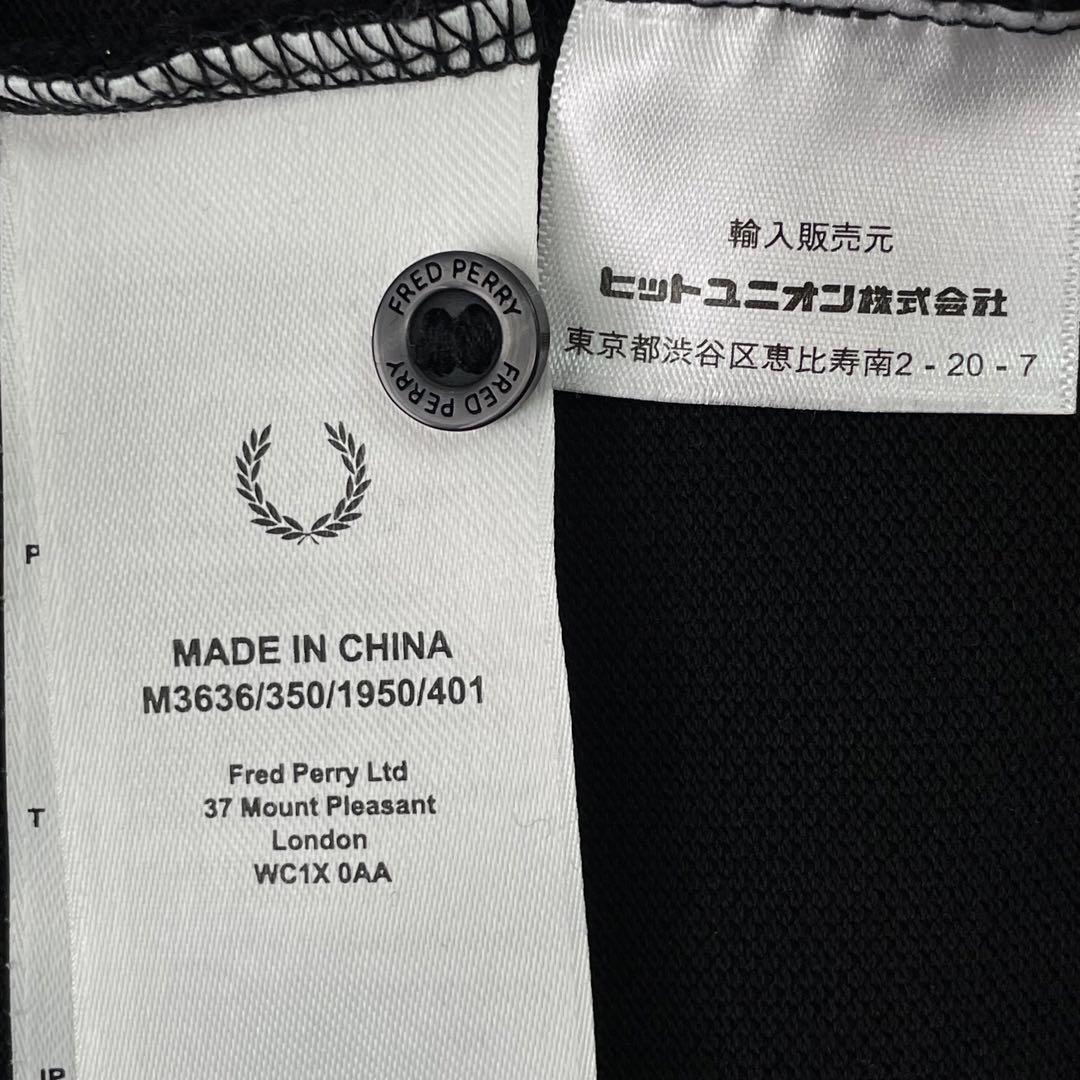 FRED PERRY
FRED PERRY
P
MADE IN CHINA
M3636/350/1950/401
Fred Perry Ltd
37 Mount Pleasant
T
London
WC1X 0AA
JP
輸入販売元
ヒットユニオン株式会社
東京都渋谷区恵比寿南2 - 20 - 7